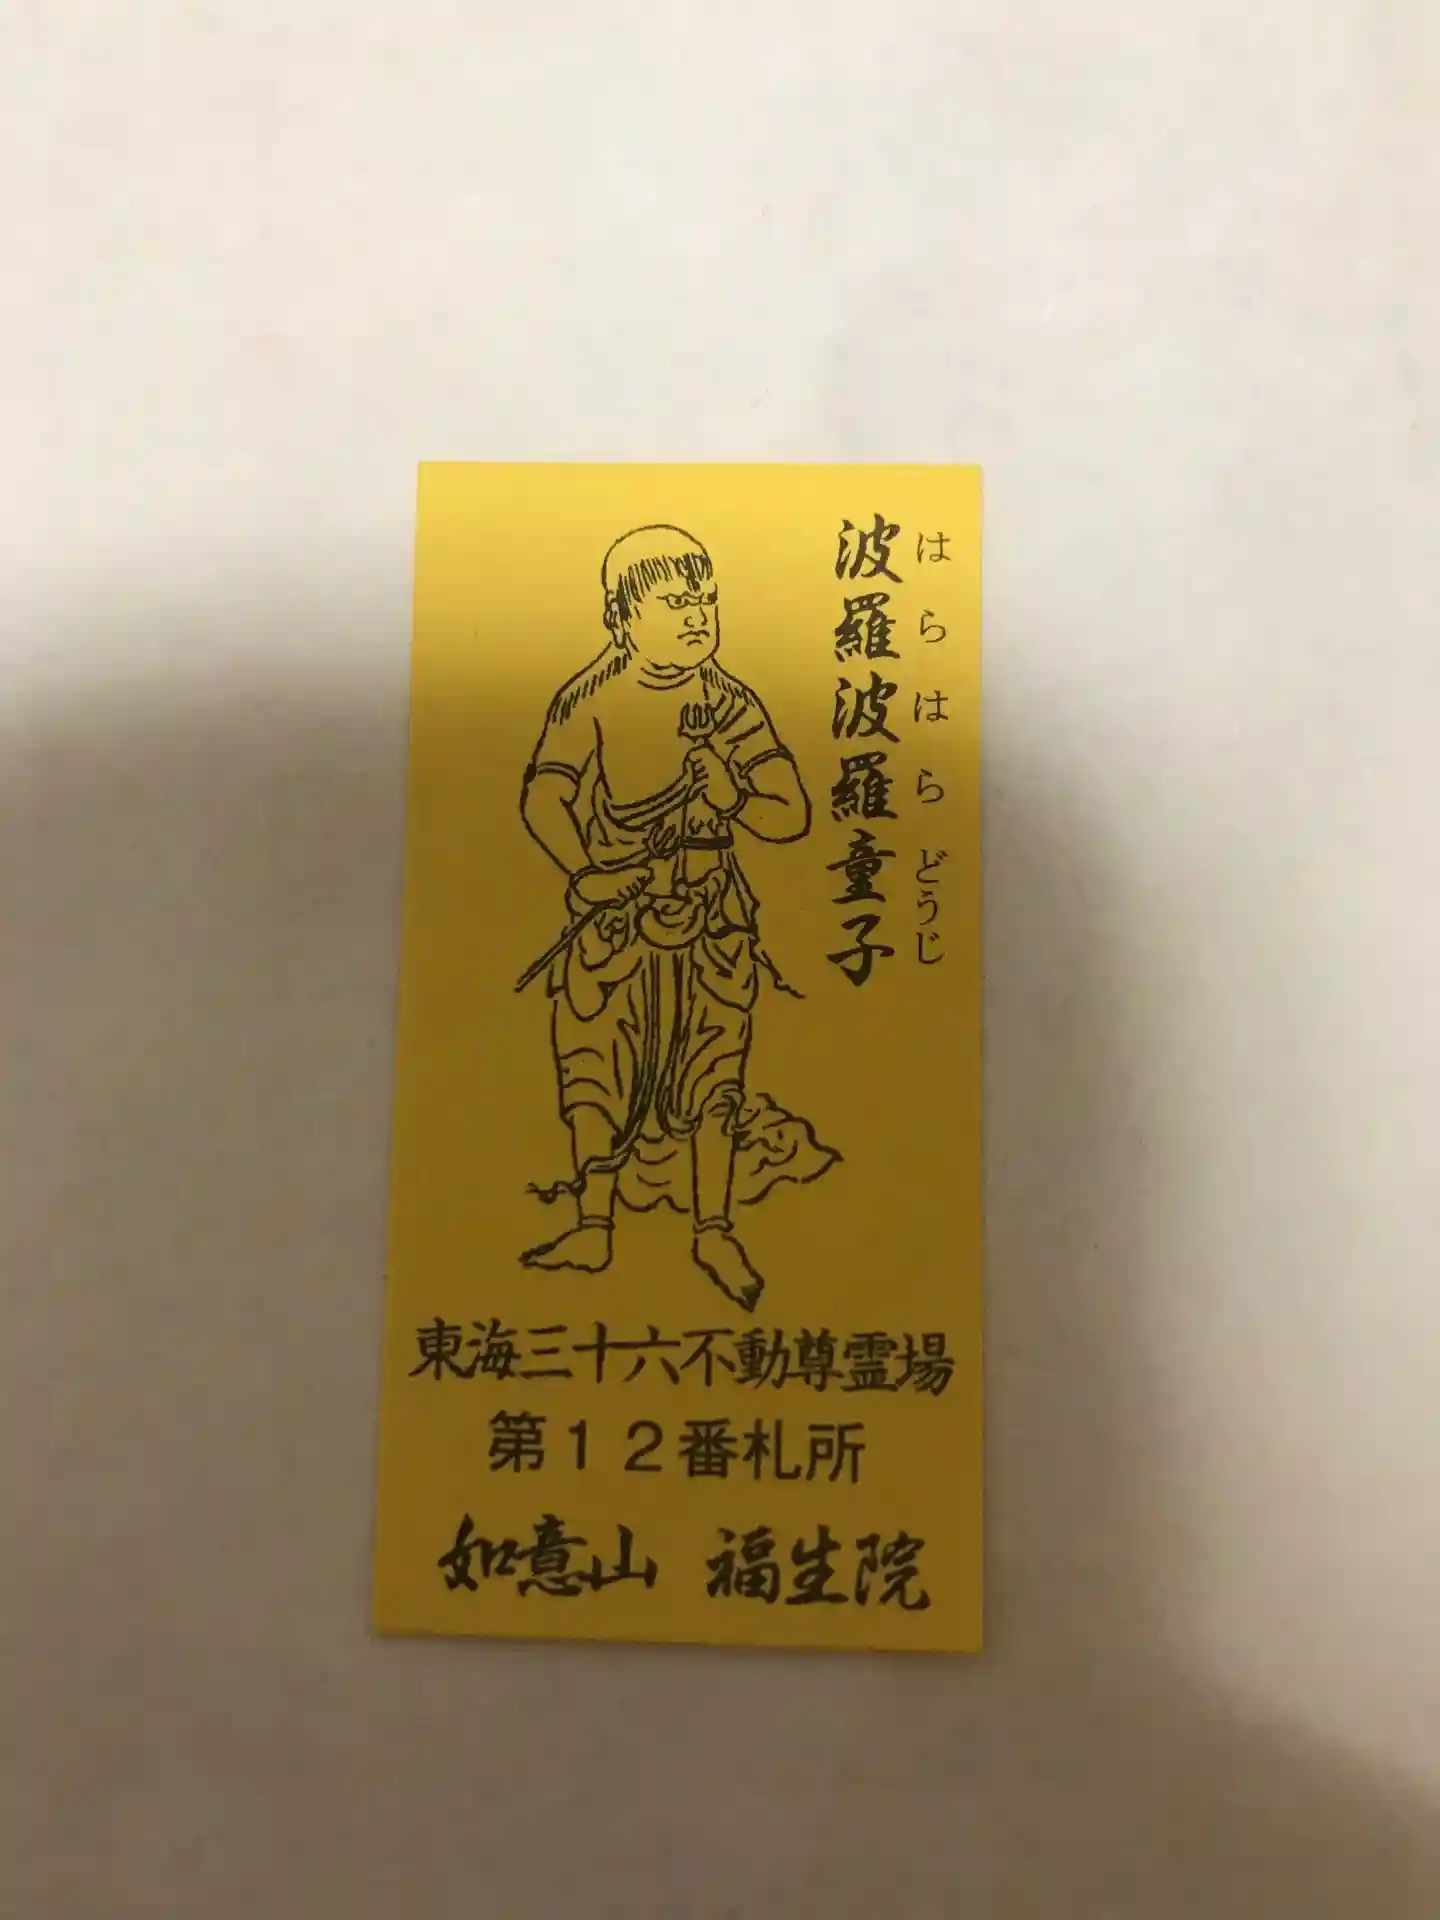 波羅波羅童子
はらはらどうじ
東海三十六不動尊霊場
第１２番札所
如意山 福生院